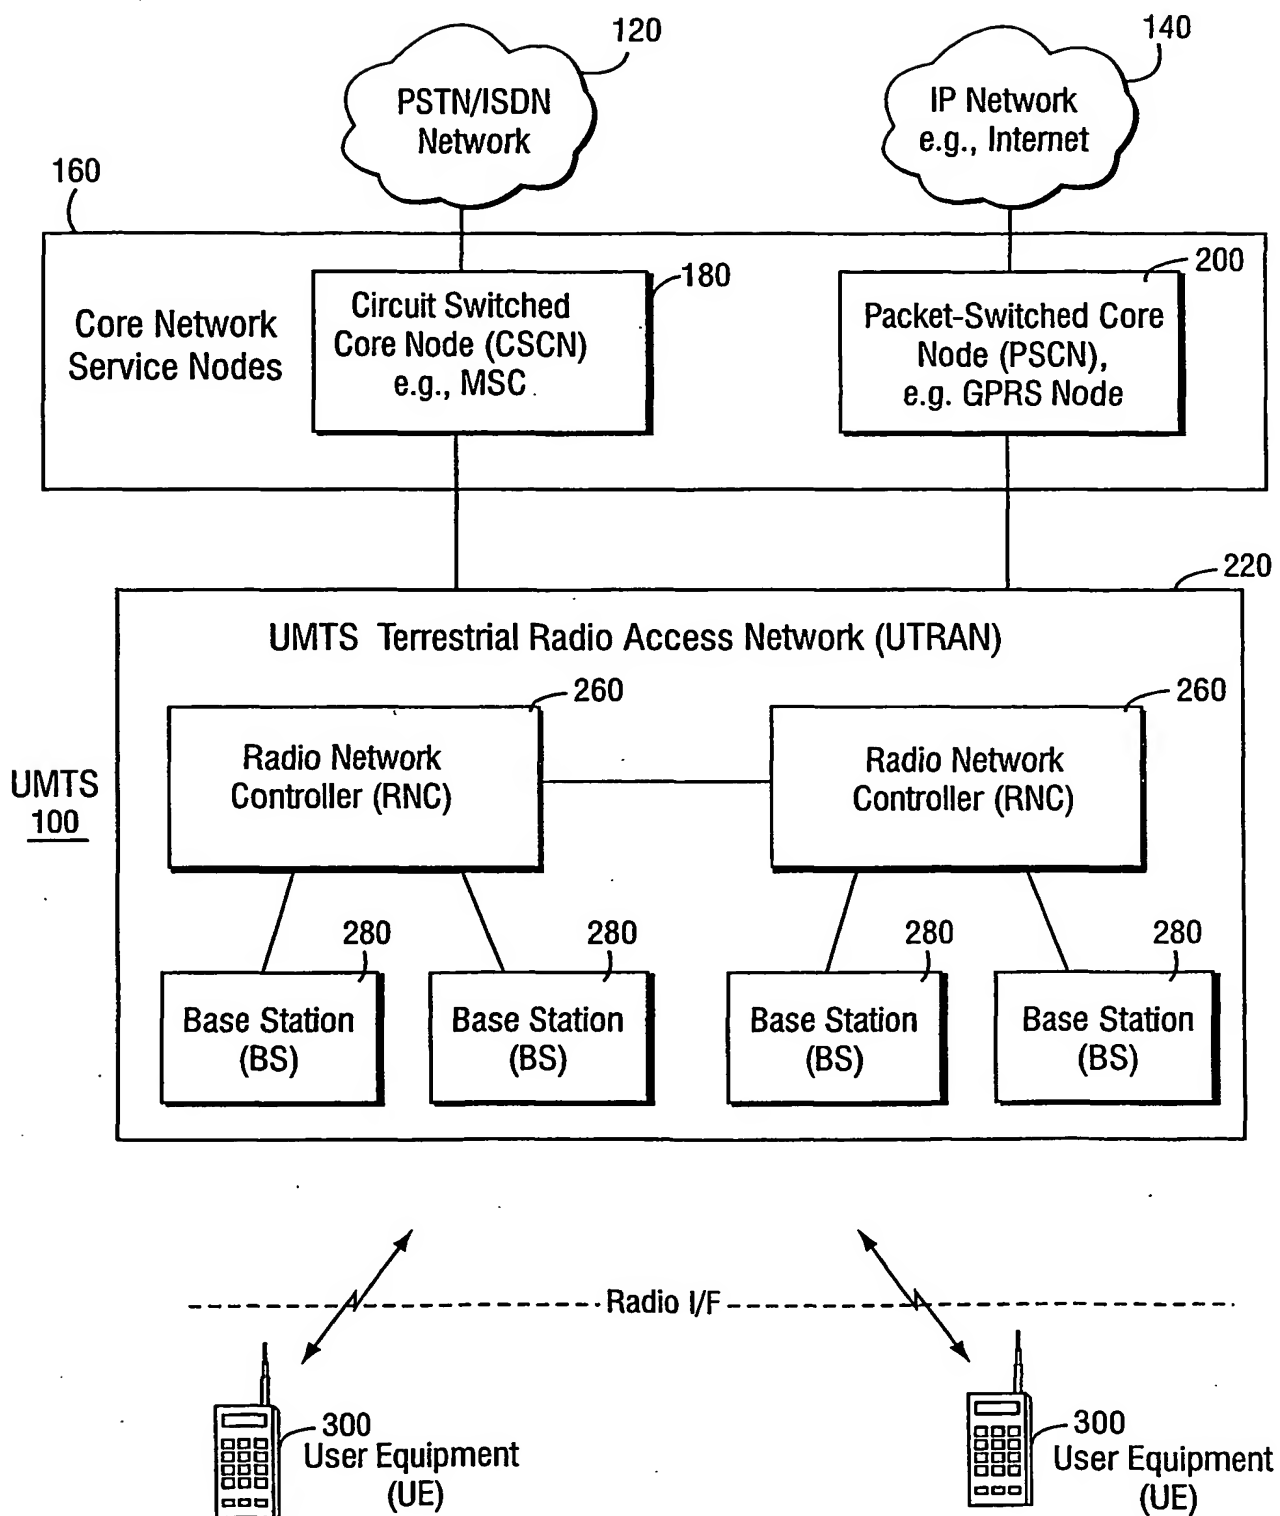 120
140
PSTN/ISDN
Network
IP Network
e.g., Internet
160
180
200
Core Network
Service Nodes
Circuit Switched
Core Node (CSCN)
e.g., MSC
Packet-Switched Core
Node (PSCN),
e.g. GPRS Node
220
UMTS Terrestrial Radio Access Network (UTRAN)
260
260
Radio Network
Controller (RNC)
Radio Network
Controller (RNC)
UMTS
100
280
280
280
280
Base Station
(BS)
Base Station
(BS)
Base Station
(BS)
Base Station
(BS)
Radio I/F
300
User Equipment
(UE)
300
User Equipment
(UE)